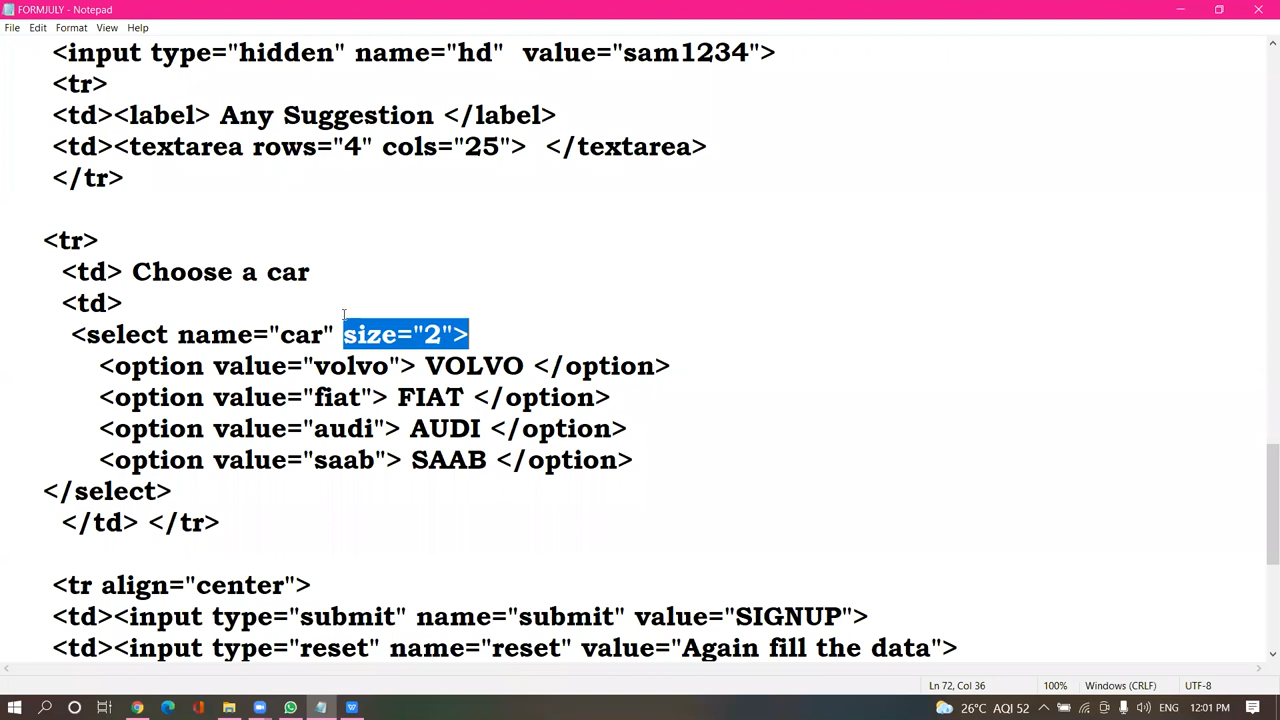 FORMJULY - Notepad
File Edit Format View Help
<input type="hidden" name="hd"  value="sam1234">
<tr>
<td><label> Any Suggestion </label>
<td><textarea rows="4" cols="25">  </textarea>
</tr>
<tr>
<td> Choose a car
<td>
<select name="car" size="2">
<option value="volvo"> VOLVO </option>
<option value="fiat"> FIAT </option>
<option value="audi"> AUDI </option>
<option value="saab"> SAAB </option>
</select>
</td> </tr>
<tr align="center">
<td><input type="submit" name="submit" value="SIGNUP">
<td><input type="reset" name="reset" value="Again fill the data">
Ln 72, Col 36 100% Windows (CRLF) UTF-8
26°C AQI 52 ENG 12:01 PM